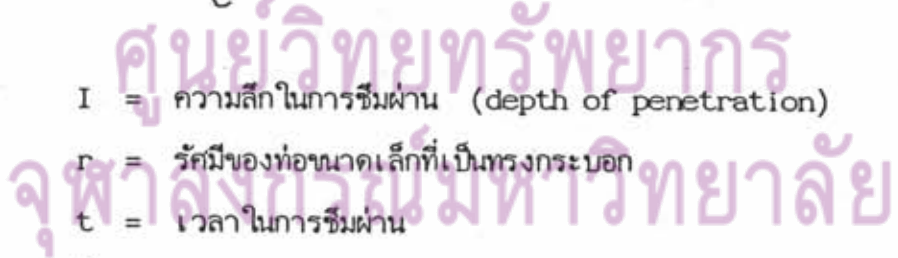 ศูนย์วิทยทรัพยากร
I = ความลึกในการซึมผ่าน (depth of penetration)
r = รัศมีของท่อขนาดเล็กที่เป็นทรงกระบอก
จุฬาลงกรณ์มหาวิทยาลัย
t = เวลาในการซึมผ่าน